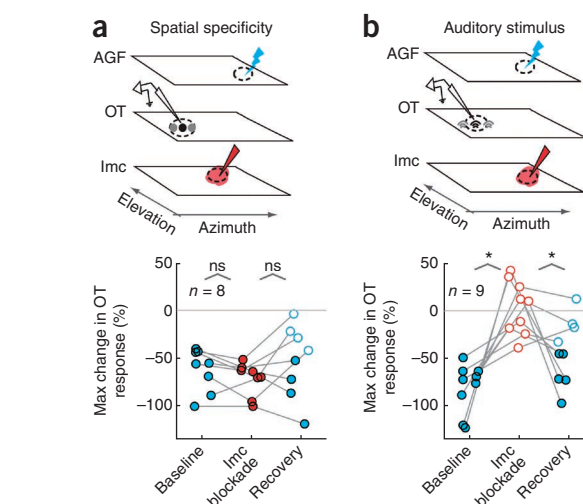 a Spatial specificity
AGF
OT
Imc
Elevation
Azimuth
50
0
−50
−100
Max change in OT
response (%)
ns ns
n = 8
Baseline
Imc
blockade
Recovery
b Auditory stimulus
AGF
OT
Imc
Elevation
Azimuth
50
0
−50
−100
Max change in OT
response (%)
* *
n = 9
Baseline
Imc
blockade
Recovery